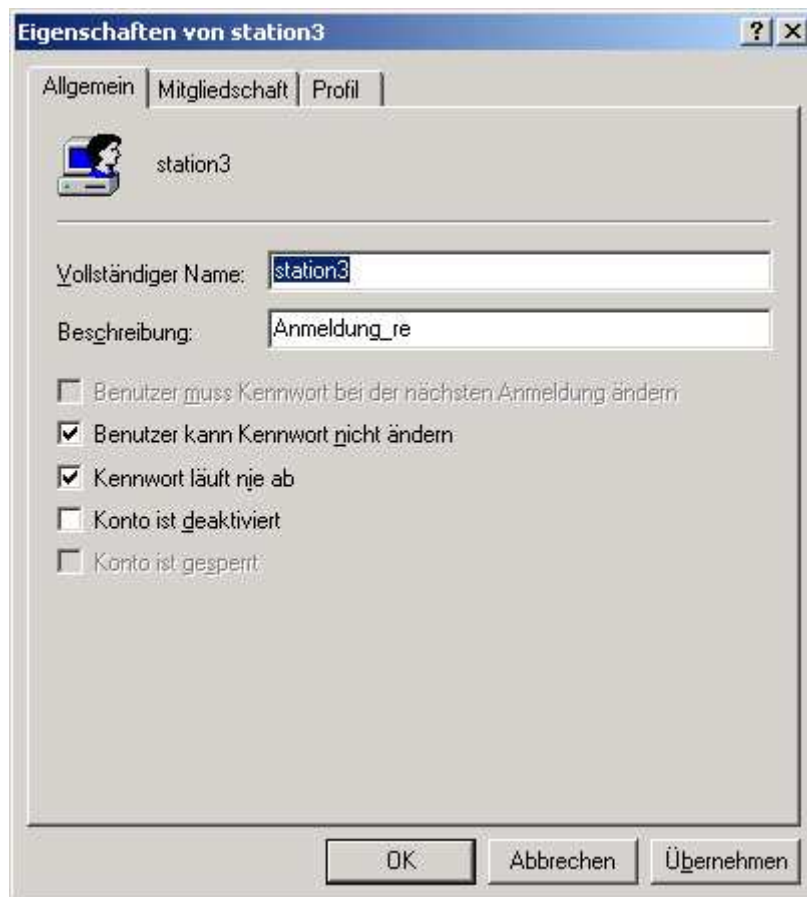 Eigenschaften von station3
Allgemein Mitgliedschaft Profil
station3
Vollständiger Name: station3
Beschreibung: Anmeldung_re
Benutzer muss Kennwort bei der nächsten Anmeldung ändern
Benutzer kann Kennwort nicht ändern
Kennwort läuft nie ab
Konto ist deaktiviert
Konto ist gesperrt
OK Abbrechen Übernehmen